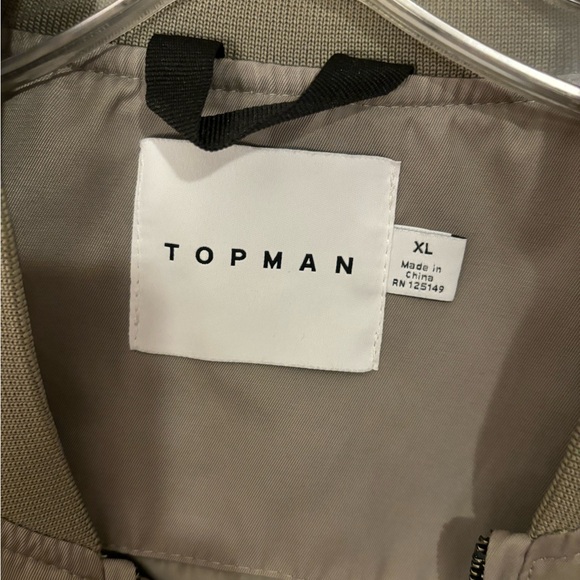 TOPMAN
XL
Made in
China
RN 125149